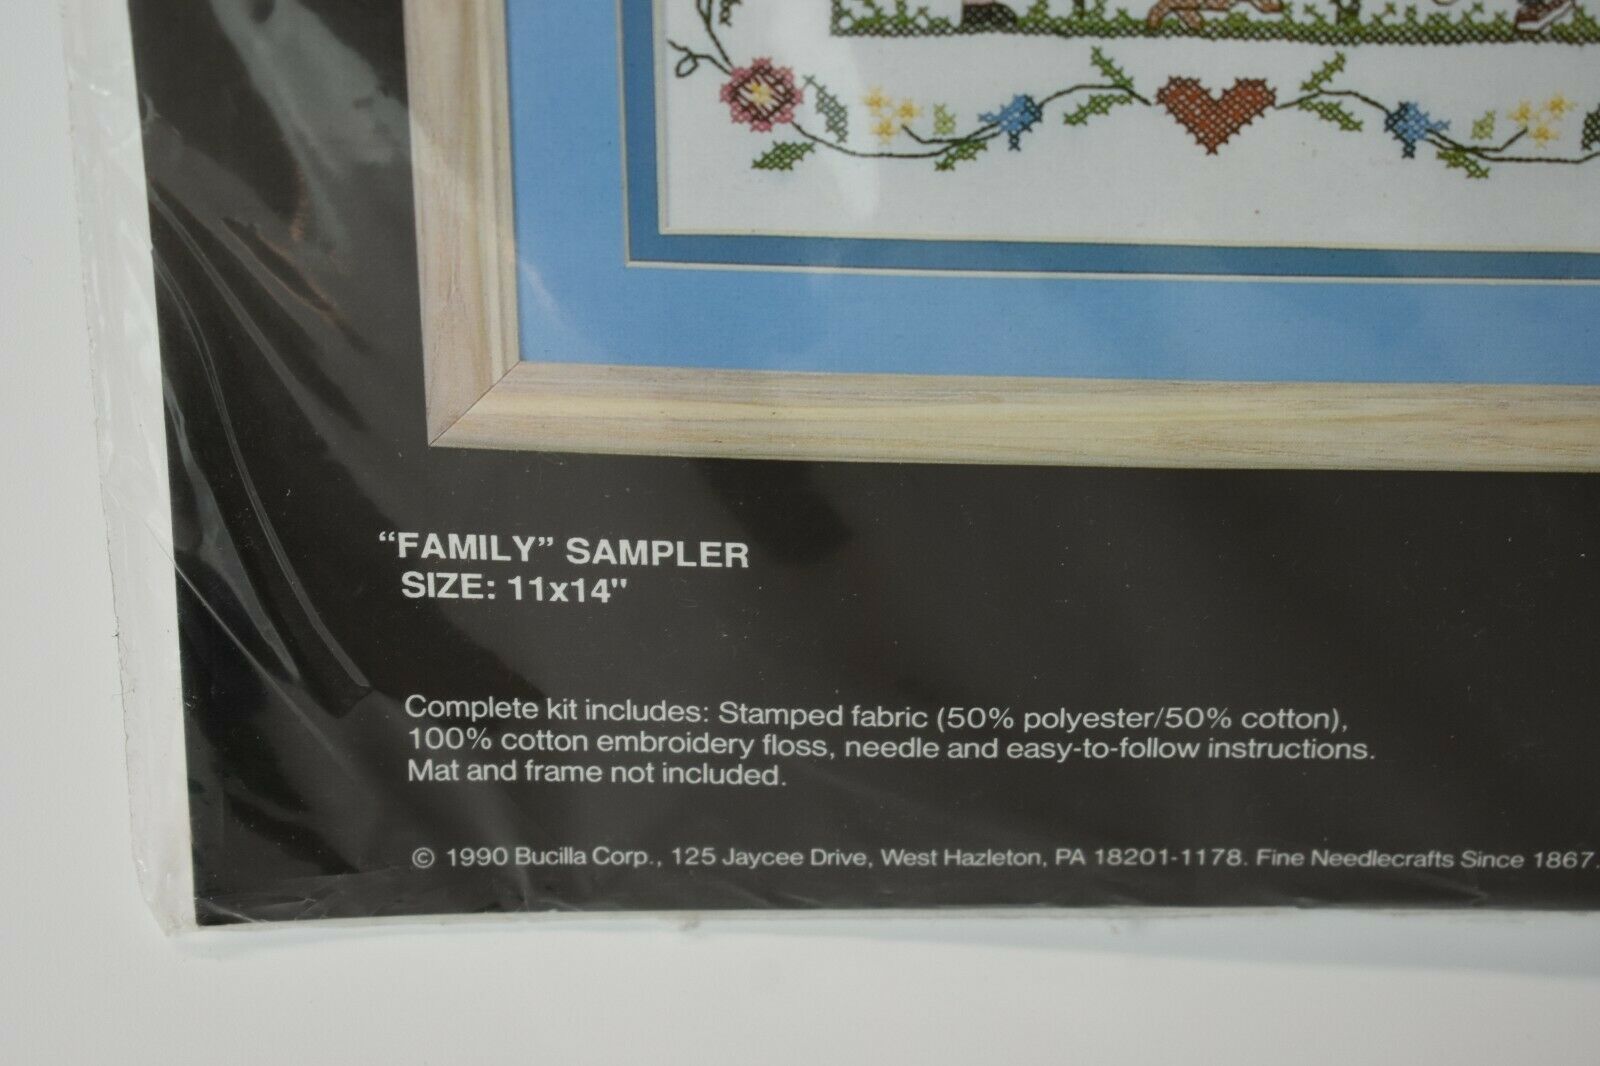 “FAMILY” SAMPLER
SIZE: 11x14"
Complete kit includes: Stamped fabric (50% polyester/50% cotton),
100% cotton embroidery floss, needle and easy-to-follow instructions.
Mat and frame not included.
© 1990 Bucilla Corp., 125 Jaycee Drive, West Hazleton, PA 18201-1178. Fine Needlecrafts Since 1867.